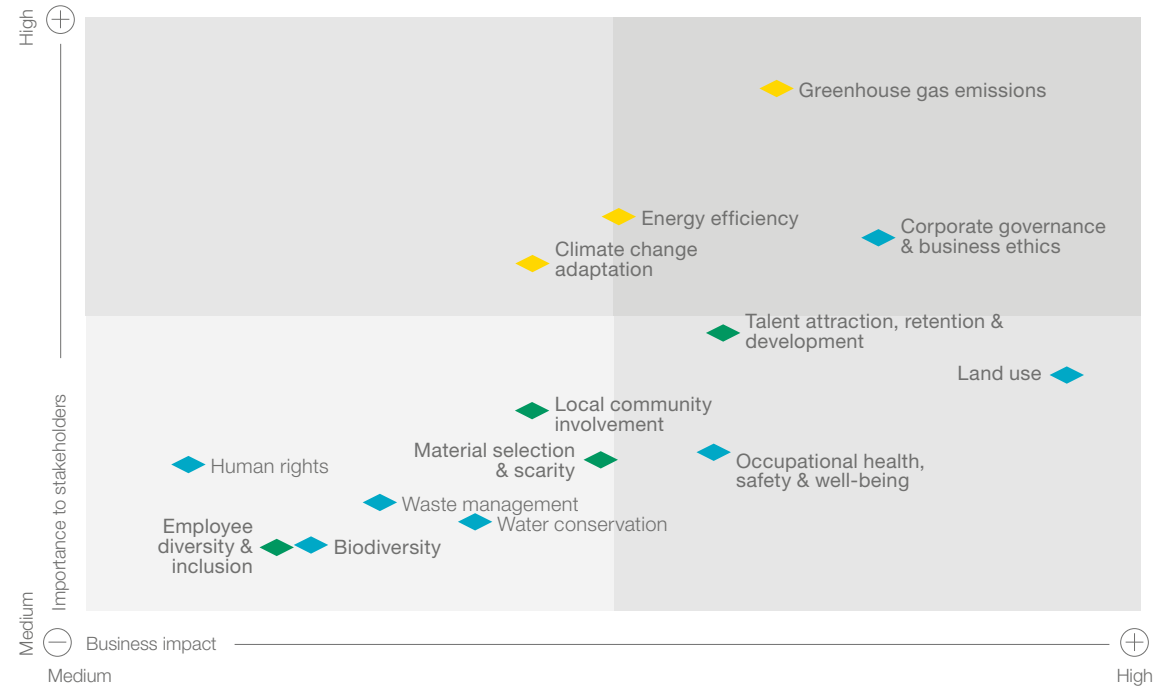 High
Greenhouse gas emissions
Energy efficiency
Corporate governance
& business ethics
Climate change
adaptation
Talent attraction, retention &
development
Land use
Local community
involvement
Material selection
& scarity
Occupational health,
safety & well-being
Human rights
Waste management
Water conservation
Employee
diversity &
inclusion
Biodiversity
Importance to stakeholders
Medium
Business impact
Medium
High